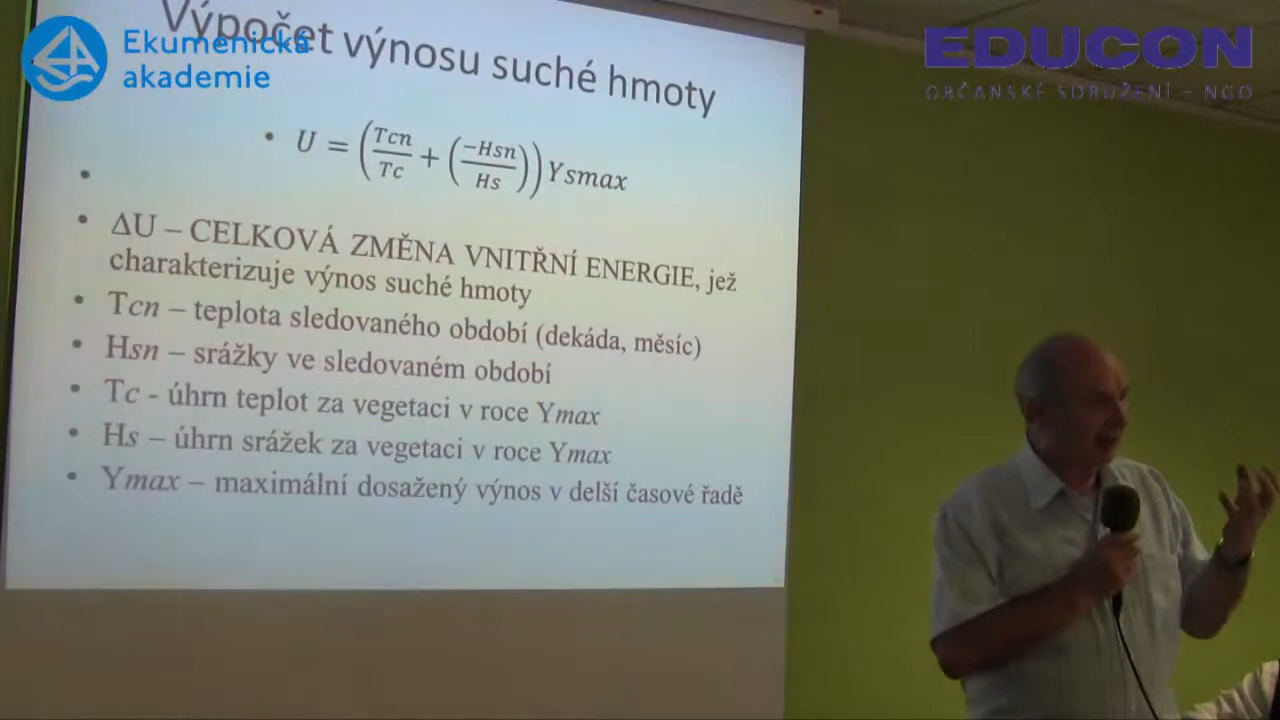 Výpočet výnosu suché hmoty
Ekumenická
akademie
EDUCON
OBČANSKÉ SDRUŽENÍ – NGO
• U = (Tcn/Tc + (−Hsn/Hs)) Ysmax
•
• ΔU – CELKOVÁ ZMĚNA VNITŘNÍ ENERGIE, jež
charakterizuje výnos suché hmoty
• Tcn – teplota sledovaného období (dekáda, měsíc)
• Hsn – srážky ve sledovaném období
• Tc - úhrn teplot za vegetaci v roce Ymax
• Hs – úhrn srážek za vegetaci v roce Ymax
• Ymax – maximální dosažený výnos v delší časové řadě